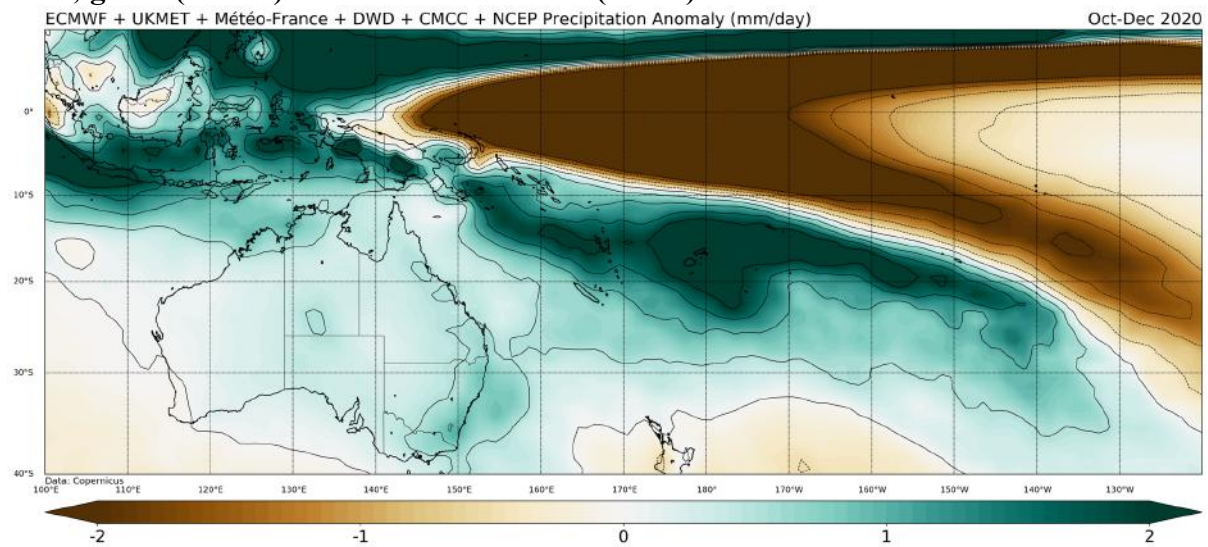 ECMWF + UKMET + Météo-France + DWD + CMCC + NCEP Precipitation Anomaly (mm/day) Oct-Dec 2020
0°
10°S
20°S
30°S
40°S
Data: Copernicus
100°E 110°E 120°E 130°E 140°E 150°E 160°E 170°E 180° 170°W 160°W 150°W 140°W 130°W
-2 -1 0 1 2